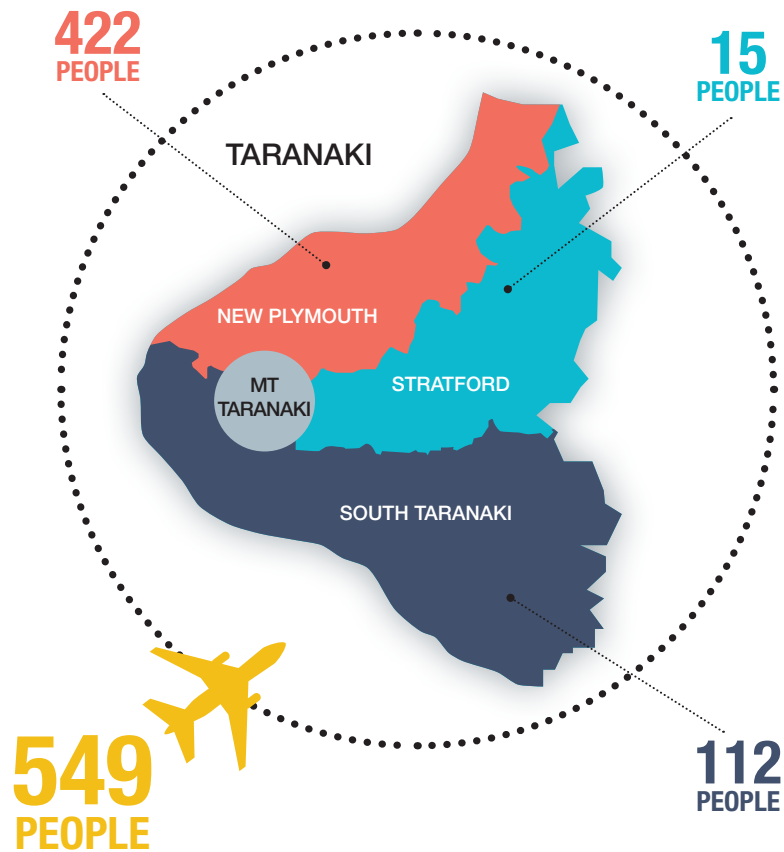 422
PEOPLE
15
PEOPLE
TARANAKI
NEW PLYMOUTH
MT
TARANAKI
STRATFORD
SOUTH TARANAKI
549
PEOPLE
112
PEOPLE